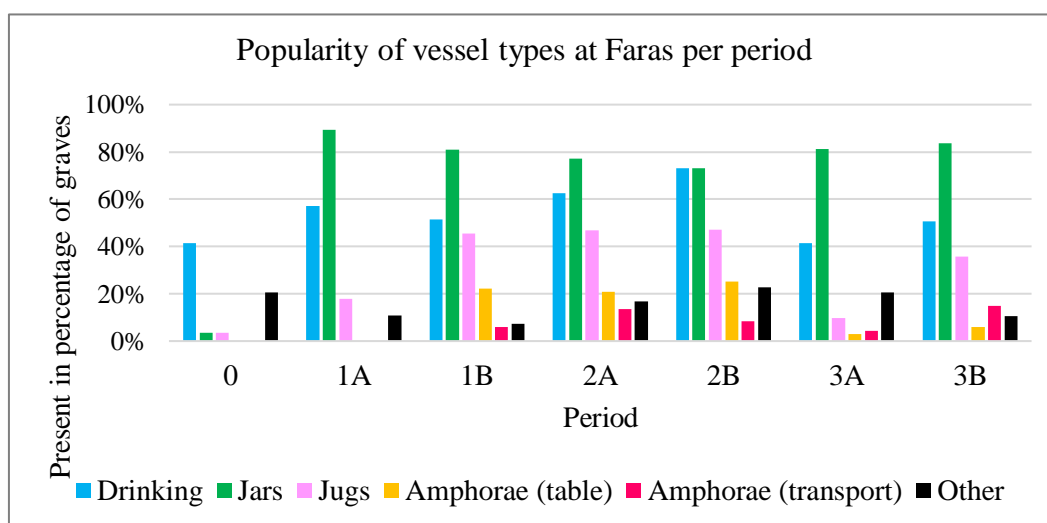 Popularity of vessel types at Faras per period
Present in percentage of graves
100%
80%
60%
40%
20%
0%
0 1A 1B 2A 2B 3A 3B
Period
Drinking Jars Jugs Amphorae (table) Amphorae (transport) Other